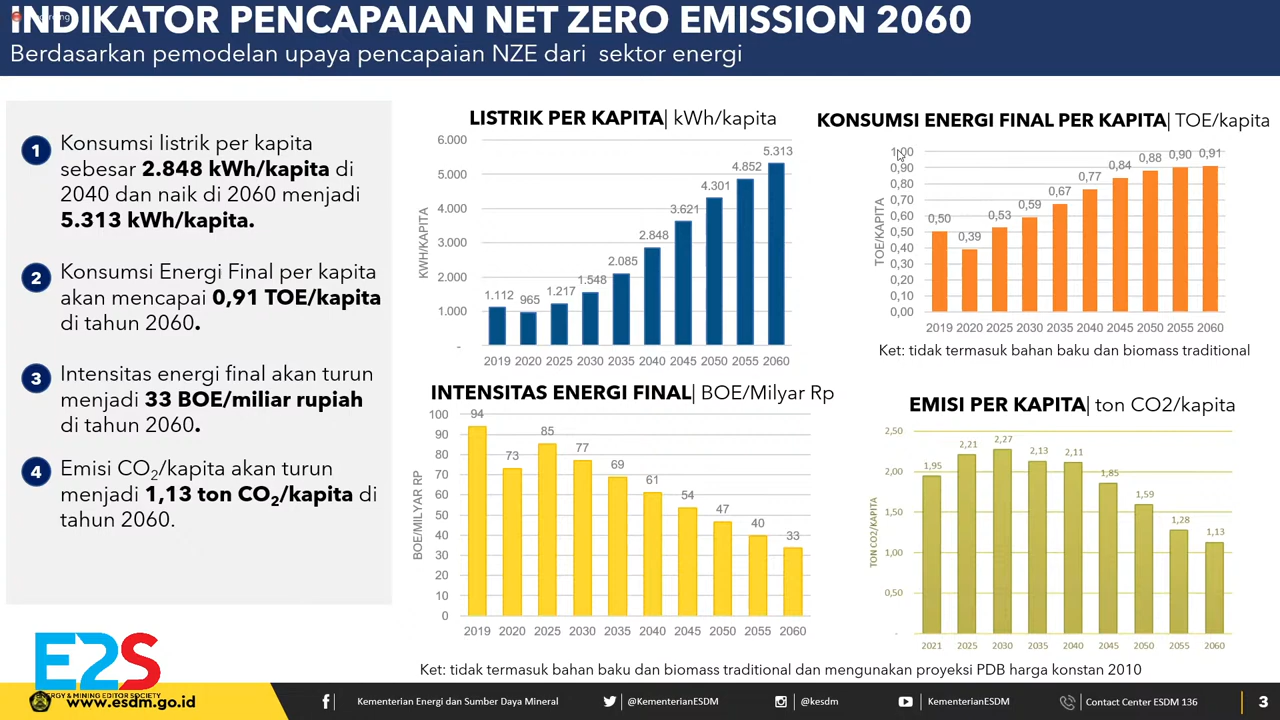 INDIKATOR PENCAPAIAN NET ZERO EMISSION 2060
Berdasarkan pemodelan upaya pencapaian NZE dari sektor energi
1
Konsumsi listrik per kapita
sebesar 2.848 kWh/kapita di
2040 dan naik di 2060 menjadi
5.313 kWh/kapita.
2
Konsumsi Energi Final per kapita
akan mencapai 0,91 TOE/kapita
di tahun 2060.
3
Intensitas energi final akan turun
menjadi 33 BOE/miliar rupiah
di tahun 2060.
4
Emisi CO2/kapita akan turun
menjadi 1,13 ton CO2/kapita di
tahun 2060.
LISTRIK PER KAPITA| kWh/kapita
KWH/KAPITA
6.000
5.000
4.000
3.000
2.000
1.000
-
1.112 965 1.217 1.548 2.085 2.848 3.621 4.301 4.852 5.313
2019 2020 2025 2030 2035 2040 2045 2050 2055 2060
KONSUMSI ENERGI FINAL PER KAPITA| TOE/kapita
TOE/KAPITA
1,00
0,90
0,80
0,70
0,60
0,50
0,40
0,30
0,20
0,10
0,00
0,50 0,39 0,53 0,59 0,67 0,77 0,84 0,88 0,90 0,91
2019 2020 2025 2030 2035 2040 2045 2050 2055 2060
Ket: tidak termasuk bahan baku dan biomass traditional
INTENSITAS ENERGI FINAL| BOE/Milyar Rp
BOE/MILYAR RP
100
90
80
70
60
50
40
30
20
10
0
94 73 85 77 69 61 54 47 40 33
2019 2020 2025 2030 2035 2040 2045 2050 2055 2060
EMISI PER KAPITA| ton CO2/kapita
TON CO2/KAPITA
2,50
2,00
1,50
1,00
0,50
-
1,95 2,21 2,27 2,13 2,11 1,85 1,59 1,28 1,13
2021 2025 2030 2035 2040 2045 2050 2055 2060
Ket: tidak termasuk bahan baku dan biomass traditional dan mengunakan proyeksi PDB harga konstan 2010
E2S
ENERGY & MINING EDITOR SOCIETY
www.esdm.go.id
Kementerian Energi dan Sumber Daya Mineral
@KementerianESDM
@kesdm
KementerianESDM
Contact Center ESDM 136
3